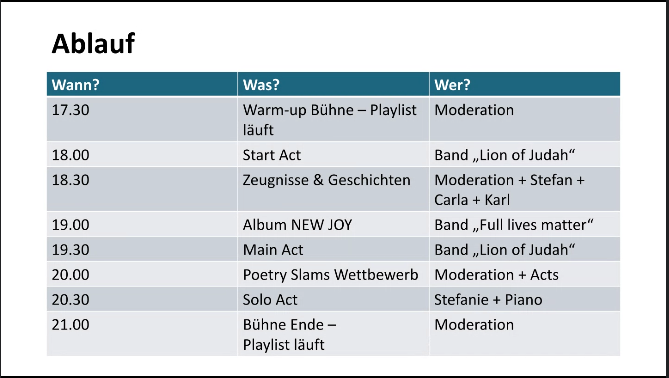 Ablauf
Wann? Was? Wer?
17.30 Warm-up Bühne – Playlist Moderation
läuft
18.00 Start Act Band „Lion of Judah“
18.30 Zeugnisse & Geschichten Moderation + Stefan +
Carla + Karl
19.00 Album NEW JOY Band „Full lives matter“
19.30 Main Act Band „Lion of Judah“
20.00 Poetry Slams Wettbewerb Moderation + Acts
20.30 Solo Act Stefanie + Piano
21.00 Bühne Ende – Moderation
Playlist läuft